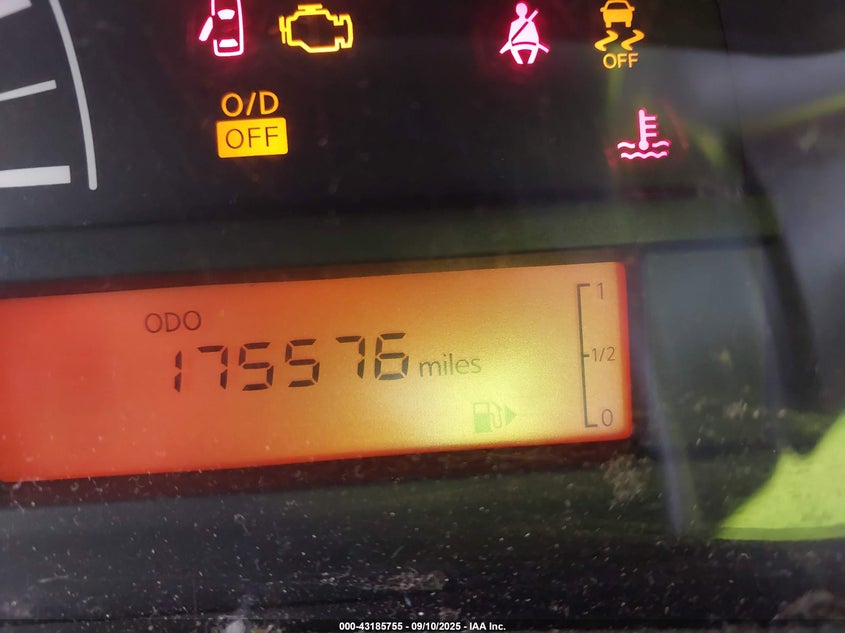 OFF
O/D
OFF
ODO
175576 miles
1
1/2
0
000-43185755 - 09/10/2025 - IAA Inc.